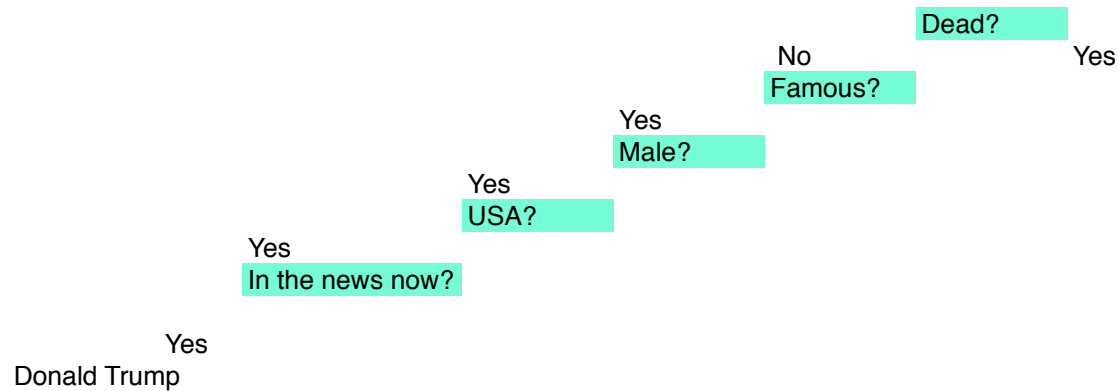 Dead?
No Yes
Famous?
Yes
Male?
Yes
USA?
Yes
In the news now?
Yes
Donald Trump